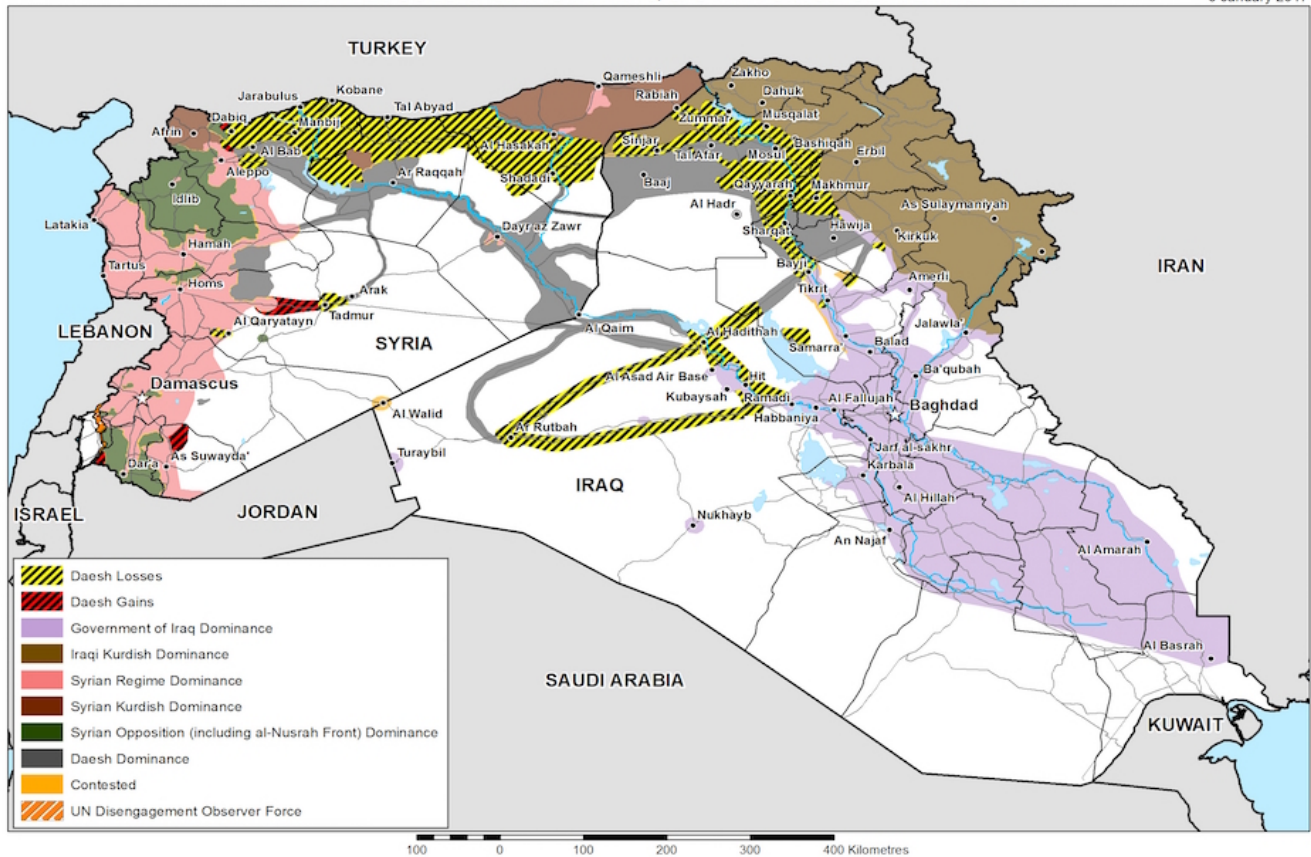 TURKEY
Qameshli
Zakho
Kobane
Jarabulus
Rabiah
Dahuk
Tal Abyad
Dabiq
Zummar
Musqalat
Manbij
Afrin
Al Hasakah
Sinjar
Bashiqah
Al Bab
Tal Afar
Mosul
Erbil
Aleppo
Ar Raqqah
Shadadi
Baaj
Qayyarah
Makhmur
Idlib
Al Hadr
As Sulaymaniyah
Latakia
Dayr az Zawr
Sharqat
Hawija
Kirkuk
Hamah
Bayji
IRAN
Tartus
Homs
Arak
Tikrit
Amerli
Tadmur
LEBANON
Al Qaryatayn
Al Qaim
Al Hadithah
Jalawla'
SYRIA
Samarra'
Balad
Al Asad Air Base
Hit
Ba'qubah
Damascus
Kubaysah
Ramadi
Al Fallujah
Baghdad
Al Walid
Habbaniya
Ar Rutbah
Turaybil
Jarf al-sakhr
As Suwayda'
Dar'a
Karbala
IRAQ
Al Hillah
ISRAEL
JORDAN
Nukhayb
An Najaf
Al Amarah
Daesh Losses
Daesh Gains
Government of Iraq Dominance
Iraqi Kurdish Dominance
Syrian Regime Dominance
Syrian Kurdish Dominance
Syrian Opposition (including al-Nusrah Front) Dominance
Daesh Dominance
Contested
UN Disengagement Observer Force
Al Basrah
SAUDI ARABIA
KUWAIT
100 0 100 200 300 400 Kilometres